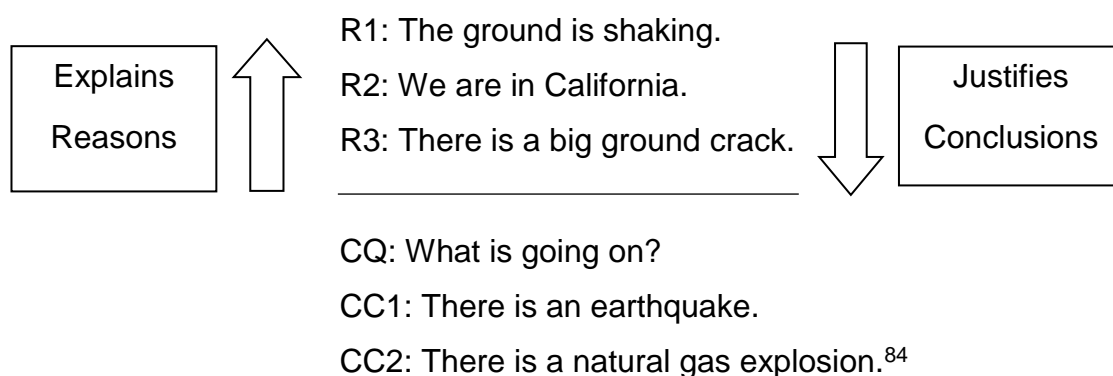 R1: The ground is shaking.
Explains
Reasons
R2: We are in California.
R3: There is a big ground crack.
Justifies
Conclusions
CQ: What is going on?
CC1: There is an earthquake.
CC2: There is a natural gas explosion.84